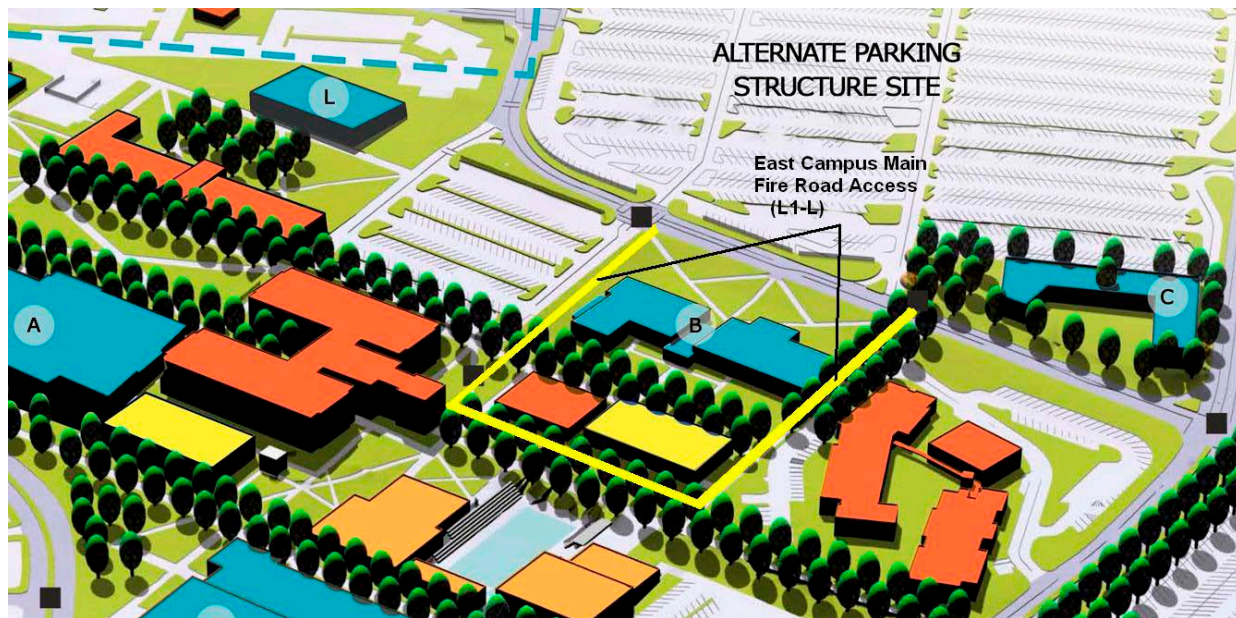 ALTERNATE PARKING
STRUCTURE SITE
L
East Campus Main
Fire Road Access
(L1-L)
C
A
B